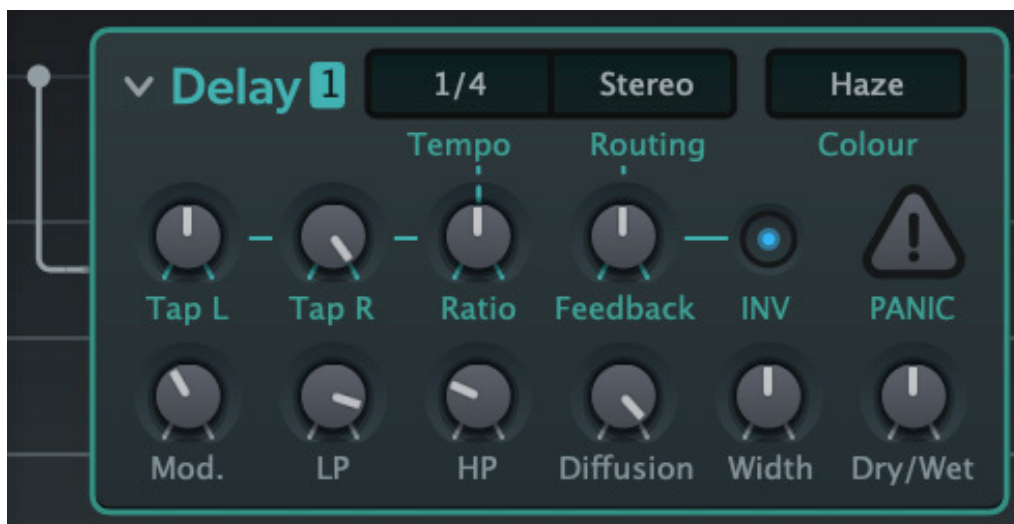 Delay 1 1/4 Stereo Haze
Tempo Routing Colour
Tap L Tap R Ratio Feedback INV PANIC
Mod. LP HP Diffusion Width Dry/Wet